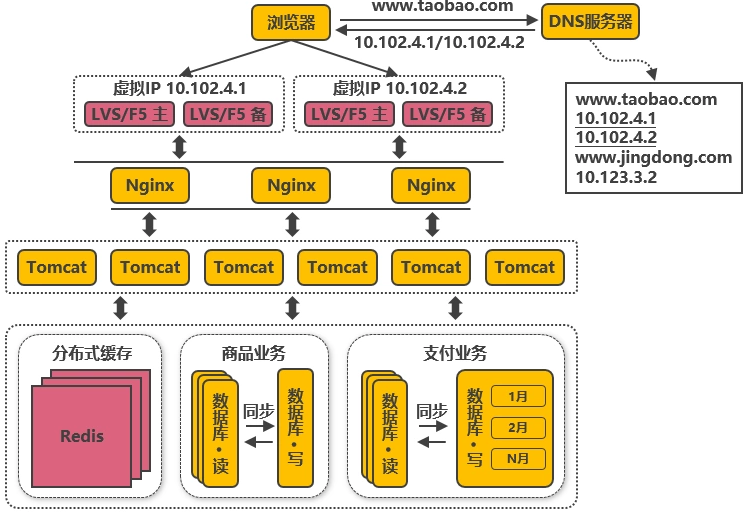 浏览器
www.taobao.com
DNS服务器
10.102.4.1/10.102.4.2
虚拟IP 10.102.4.1
虚拟IP 10.102.4.2
LVS/F5 主
LVS/F5 备
LVS/F5 主
LVS/F5 备
www.taobao.com
10.102.4.1
10.102.4.2
www.jingdong.com
10.123.3.2
Nginx
Nginx
Nginx
Tomcat
Tomcat
Tomcat
Tomcat
Tomcat
Tomcat
分布式缓存
Redis
商品业务
数据库·读
同步
数据库·写
支付业务
数据库·读
同步
数据库·写
1月
2月
N月